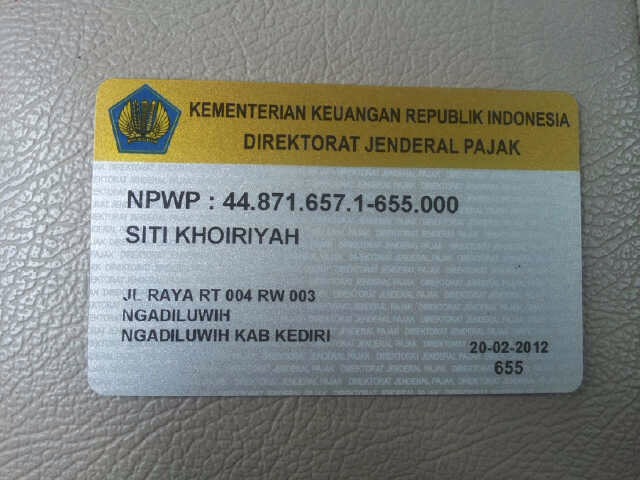 KEMENTERIAN KEUANGAN REPUBLIK INDONESIA
DIREKTORAT JENDERAL PAJAK
NPWP : 44.871.657.1-655.000
SITI KHOIRIYAH
JL RAYA RT 004 RW 003
NGADILUWIH
NGADILUWIH KAB KEDIRI
20-02-2012
655